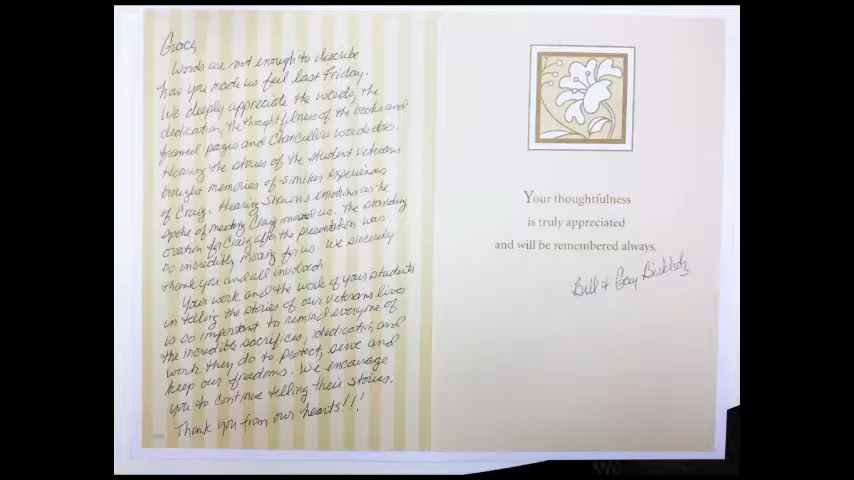 Grace,
Words are not enough to describe
how you made us feel last Friday.
We deeply appreciate the words, the
dedication, the thoughtfulness of the books and
framed pages and Chancellors words also.
Hearing the stories of the student veterans
brought memories of similar experiences
of Craig. Hearing Shawn's emotions as he
spoke of meeting Craig moved us. The standing
ovation for Craig after the presentation was
so incredibly moving for us. We sincerely
thank you and all involved.
Your work and the work of your students
in telling the stories of our veterans lives
is so important to remind everyone of
the incredible sacrifices, dedication and
work they do to protect, serve and
keep our freedoms. We encourage
you to continue telling their stories.
Thank you from our hearts!!!
Your thoughtfulness
is truly appreciated
and will be remembered always.
Bill &